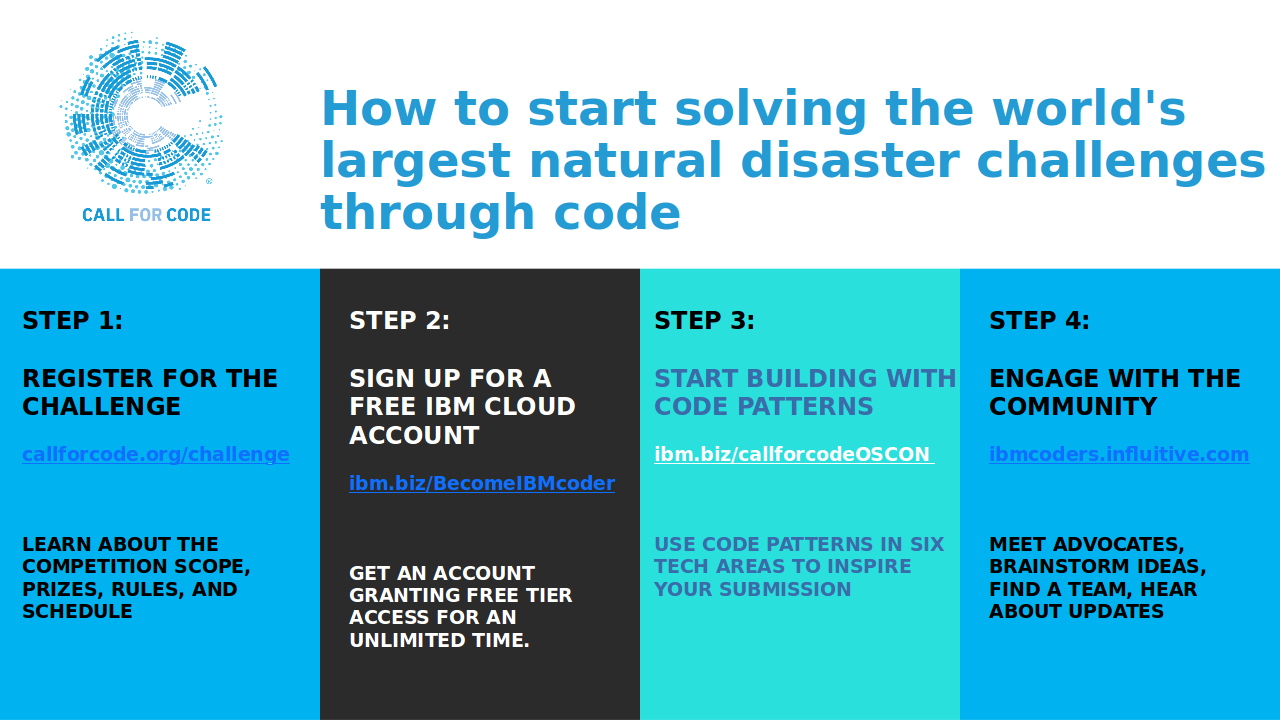 How to start solving the world's
largest natural disaster challenges
through code
CALL FOR CODE
®
STEP 1:
REGISTER FOR THE
CHALLENGE
callforcode.org/challenge
LEARN ABOUT THE
COMPETITION SCOPE,
PRIZES, RULES, AND
SCHEDULE
STEP 2:
SIGN UP FOR A
FREE IBM CLOUD
ACCOUNT
ibm.biz/BecomeIBMcoder
GET AN ACCOUNT
GRANTING FREE TIER
ACCESS FOR AN
UNLIMITED TIME.
STEP 3:
START BUILDING WITH
CODE PATTERNS
ibm.biz/callforcodeOSCON
USE CODE PATTERNS IN SIX
TECH AREAS TO INSPIRE
YOUR SUBMISSION
STEP 4:
ENGAGE WITH THE
COMMUNITY
ibmcoders.influitive.com
MEET ADVOCATES,
BRAINSTORM IDEAS,
FIND A TEAM, HEAR
ABOUT UPDATES